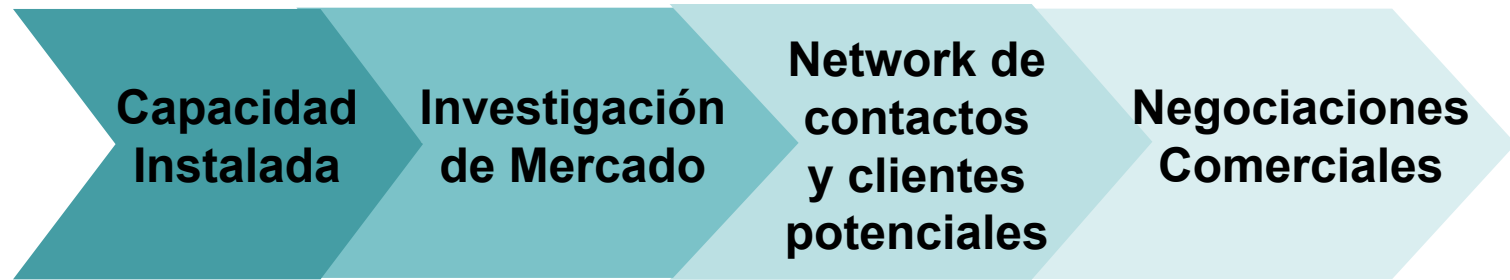 Capacidad
Instalada
Investigación
de Mercado
Network de
contactos
y clientes
potenciales
Negociaciones
Comerciales